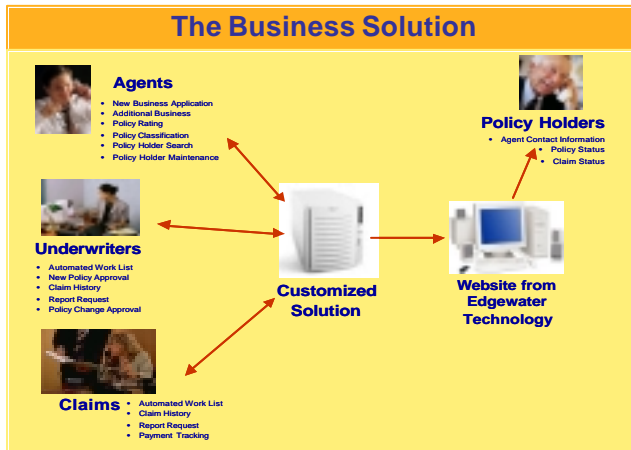 The Business Solution
Agents
• New Business Application
• Additional Business
• Policy Rating
• Policy Classification
• Policy Holder Search
• Policy Holder Maintenance
Policy Holders
• Agent Contact Information
• Policy Status
• Claim Status
Underwriters
• Automated Work List
• New Policy Approval
• Claim History
• Report Request
• Policy Change Approval
Customized
Solution
Website from
Edgewater
Technology
Claims
• Automated Work List
• Claim History
• Report Request
• Payment Tracking